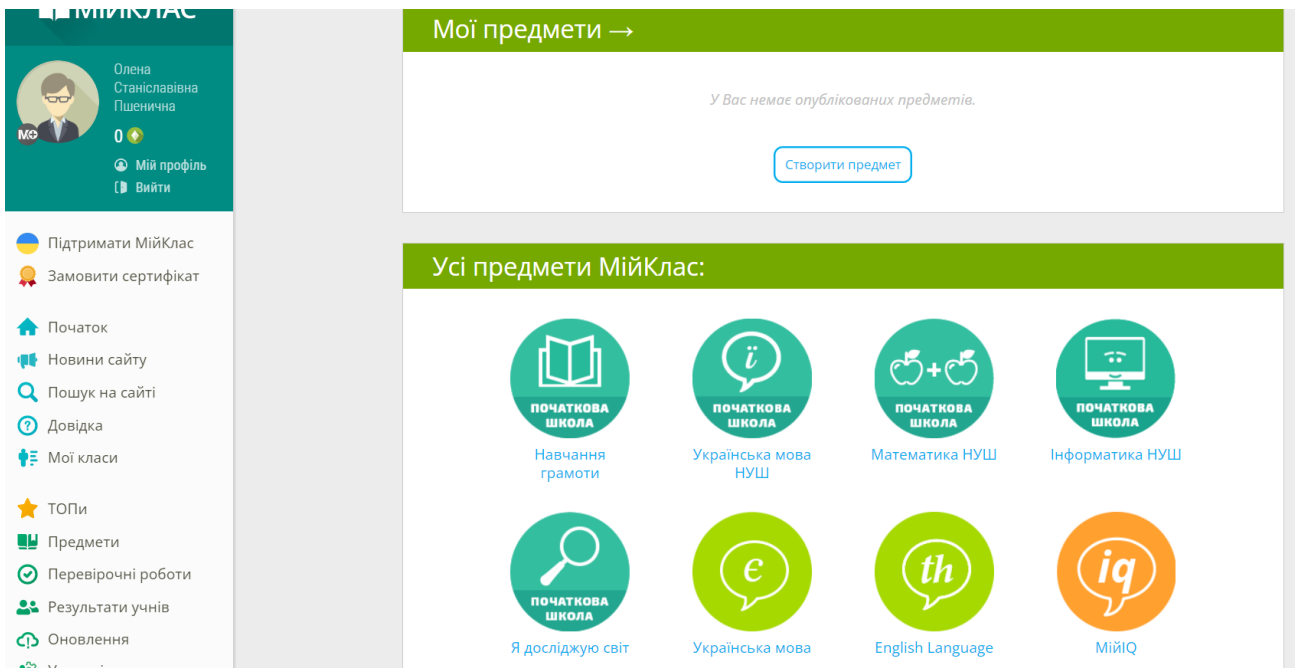 МІЙКЛАС
Олена
Станіславівна
Пшенична
0
М+
Мій профіль
Вийти
Підтримати МійКлас
Замовити сертифікат
Початок
Новини сайту
Пошук на сайті
Довідка
Мої класи
ТОПи
Предмети
Перевірочні роботи
Результати учнів
Оновлення
Мої предмети →
У Вас немає опублікованих предметів.
Створити предмет
Усі предмети МійКлас:
ПОЧАТКОВА
ШКОЛА
Навчання
грамоти
ї
ПОЧАТКОВА
ШКОЛА
Українська мова
НУШ
+
ПОЧАТКОВА
ШКОЛА
Математика НУШ
ПОЧАТКОВА
ШКОЛА
Інформатика НУШ
ПОЧАТКОВА
ШКОЛА
Я досліджую світ
є
Українська мова
th
English Language
iq
МійIQ